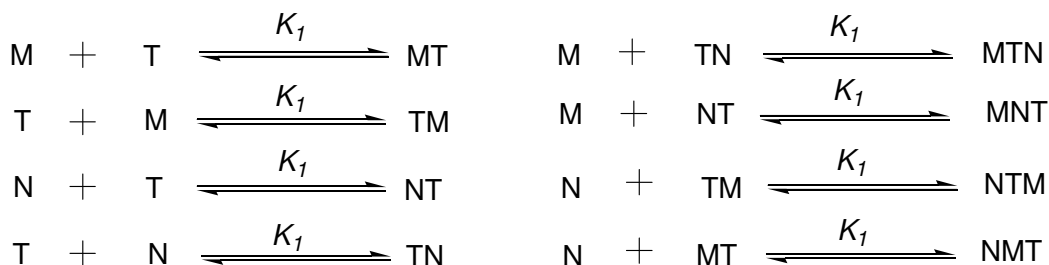 M + T K1 MT
T + M K1 TM
N + T K1 NT
T + N K1 TN
M + TN K1 MTN
M + NT K1 MNT
N + TM K1 NTM
N + MT K1 NMT